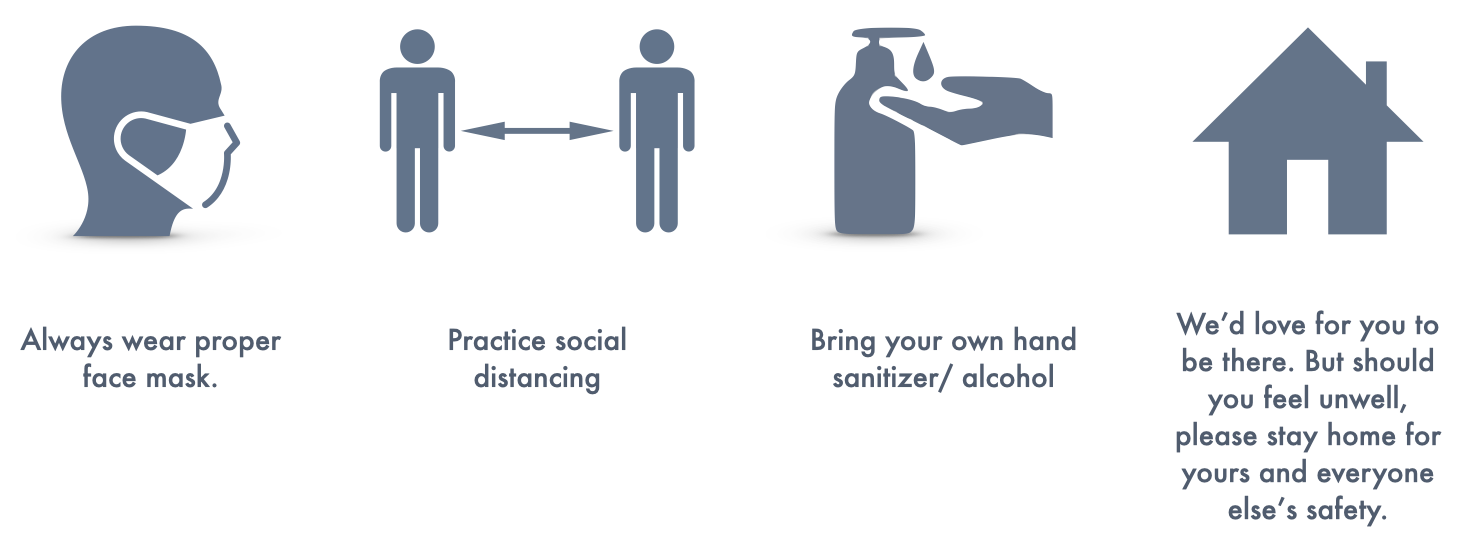 Always wear proper
face mask.
Practice social
distancing
Bring your own hand
sanitizer/ alcohol
We’d love for you to
be there. But should
you feel unwell,
please stay home for
yours and everyone
else’s safety.